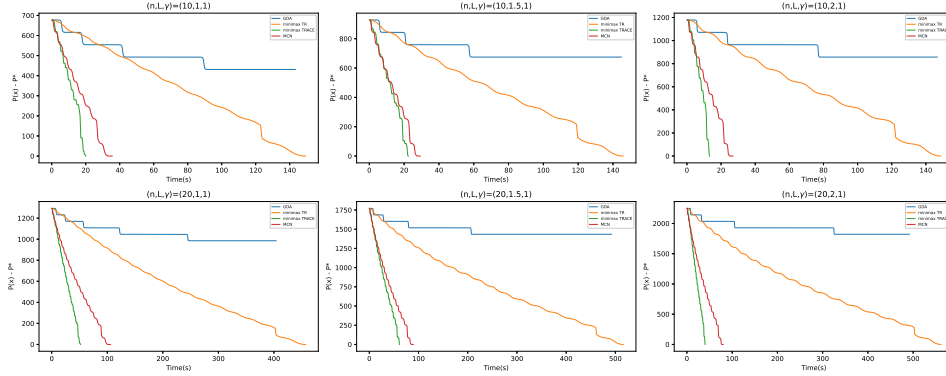 (n,L,γ)=(10,1,1)
P(x) - P*
700
600
500
400
300
200
100
0
GDA
minimax TR
minimax TRACE
MCN
0 20 40 60 80 100 120 140
Time(s)
(n,L,γ)=(10,1.5,1)
800
600
400
200
0
GDA
minimax TR
minimax TRACE
MCN
0 20 40 60 80 100 120 140
Time(s)
(n,L,γ)=(10,2,1)
P(x) - P*
1200
1000
800
600
400
200
0
GDA
minimax TR
minimax TRACE
MCN
0 20 40 60 80 100 120 140
Time(s)
(n,L,γ)=(20,1,1)
P(x) - P*
1200
1000
800
600
400
200
0
GDA
minimax TR
minimax TRACE
MCN
0 100 200 300 400
Time(s)
(n,L,γ)=(20,1.5,1)
P(x) - P*
1750
1500
1250
1000
750
500
250
0
GDA
minimax TR
minimax TRACE
MCN
0 100 200 300 400 500
Time(s)
(n,L,γ)=(20,2,1)
P(x) - P*
2000
1500
1000
500
0
GDA
minimax TR
minimax TRACE
MCN
0 100 200 300 400 500
Time(s)